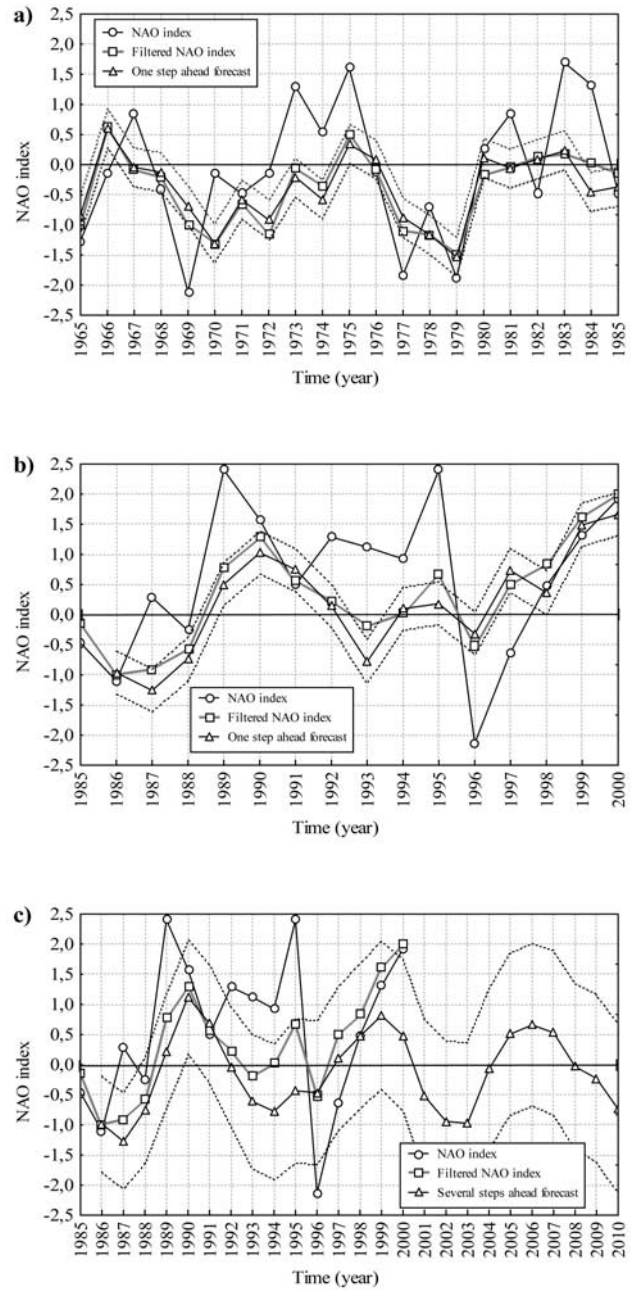 a)
2,5
2,0
1,5
1,0
0,5
0,0
-0,5
-1,0
-1,5
-2,0
-2,5
NAO index
NAO index
Filtered NAO index
One step ahead forecast
1965 1966 1967 1968 1969 1970 1971 1972 1973 1974 1975 1976 1977 1978 1979 1980 1981 1982 1983 1984 1985
Time (year)
b)
2,5
2,0
1,5
1,0
0,5
0,0
-0,5
-1,0
-1,5
-2,0
-2,5
NAO index
NAO index
Filtered NAO index
One step ahead forecast
1985 1986 1987 1988 1989 1990 1991 1992 1993 1994 1995 1996 1997 1998 1999 2000
Time (year)
c)
2,5
2,0
1,5
1,0
0,5
0,0
-0,5
-1,0
-1,5
-2,0
-2,5
NAO index
NAO index
Filtered NAO index
Several steps ahead forecast
1985 1986 1987 1988 1989 1990 1991 1992 1993 1994 1995 1996 1997 1998 1999 2000 2001 2002 2003 2004 2005 2006 2007 2008 2009 2010
Time (year)